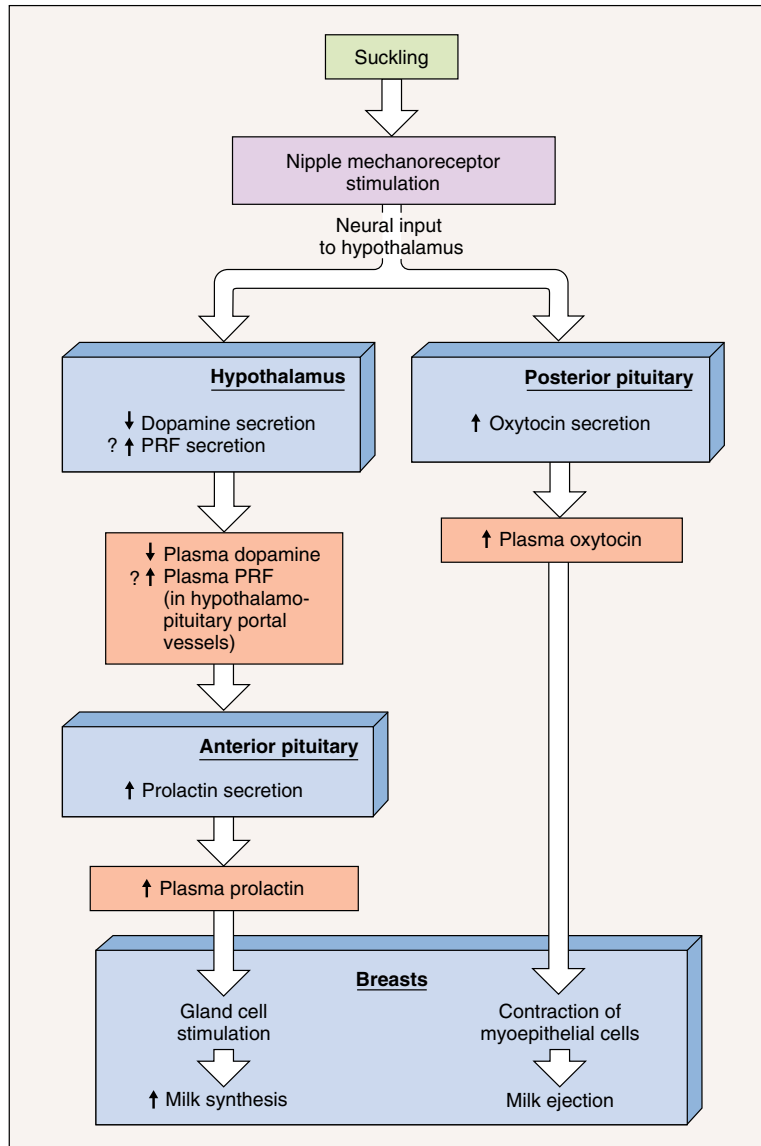 Suckling
Nipple mechanoreceptor
stimulation
Neural input
to hypothalamus
Hypothalamus
↓ Dopamine secretion
? ↑ PRF secretion
↓ Plasma dopamine
? ↑ Plasma PRF
(in hypothalamo-
pituitary portal
vessels)
Anterior pituitary
↑ Prolactin secretion
↑ Plasma prolactin
Posterior pituitary
↑ Oxytocin secretion
↑ Plasma oxytocin
Breasts
Gland cell
stimulation
↑ Milk synthesis
Contraction of
myoepithelial cells
Milk ejection